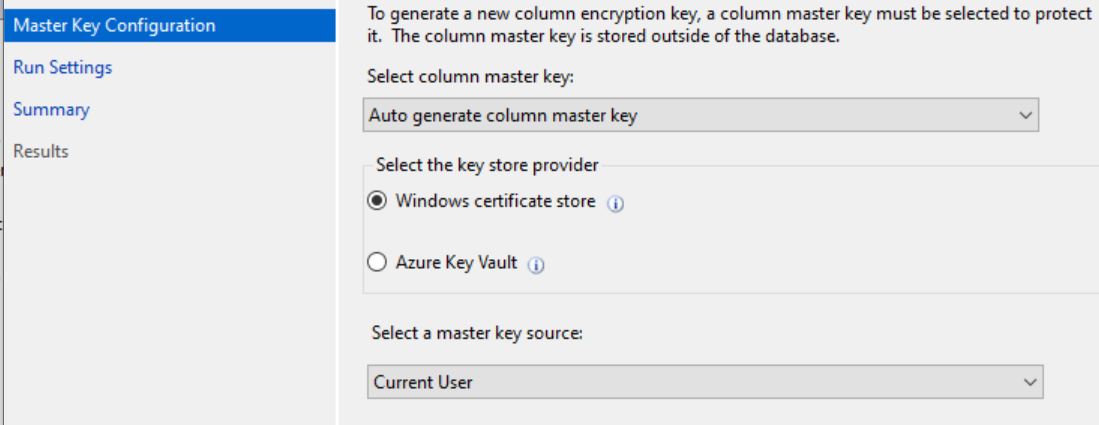 Master Key Configuration
Run Settings
Summary
Results
To generate a new column encryption key, a column master key must be selected to protect
it.  The column master key is stored outside of the database.
Select column master key:
Auto generate column master key
Select the key store provider
Windows certificate store
Azure Key Vault
Select a master key source:
Current User